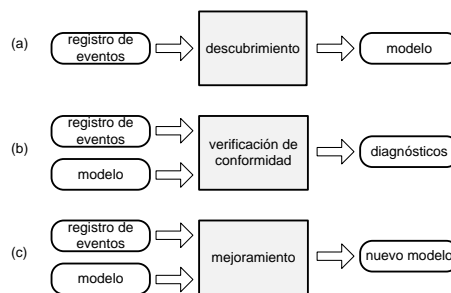 registro de
eventos
(a)
descubrimiento
modelo
registro de
eventos
(b)
modelo
verificación de
conformidad
diagnósticos
registro de
eventos
(c)
modelo
mejoramiento
nuevo modelo